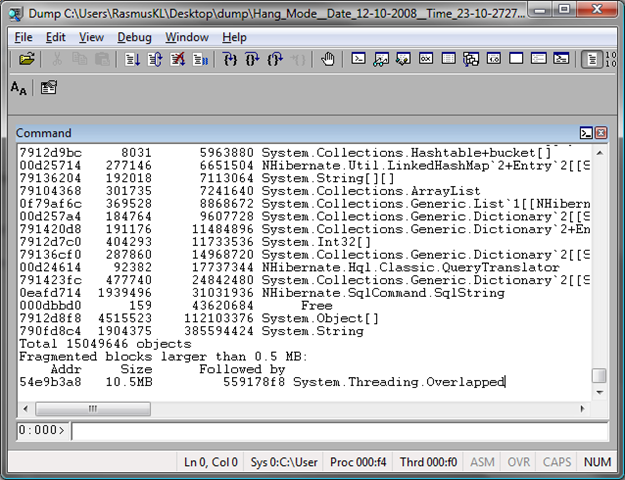 Dump C:\Users\RasmusKL\Desktop\dump\Hang_Mode__Date_12-10-2008__Time_23-10-2727...
File Edit View Debug Window Help
Command
7912d9bc 8031 5963880 System.Collections.Hashtable+bucket[]
00d25714 277146 6651504 NHibernate.Util.LinkedHashMap`2+Entry`2[[S
79136204 192018 7113064 System.String[][]
79104368 301735 7241640 System.Collections.ArrayList
0f79af6c 369528 8868672 System.Collections.Generic.List`1[[NHibern
00d257a4 184764 9607728 System.Collections.Generic.Dictionary`2[[S
791420d8 191176 11484896 System.Collections.Generic.Dictionary`2+En
7912d7c0 404293 11733536 System.Int32[]
79136cf0 287860 14968720 System.Collections.Generic.Dictionary`2[[S
00d24614 92382 17737344 NHibernate.Hql.Classic.QueryTranslator
791423fc 477740 24842480 System.Collections.Generic.Dictionary`2[[S
0eafd714 1939496 31031936 NHibernate.SqlCommand.SqlString
000dbbd0 159 43620684 Free
7912d8f8 4515523 112103376 System.Object[]
790fd8c4 1904375 385594424 System.String
Total 15049646 objects
Fragmented blocks larger than 0.5 MB:
Addr Size Followed by
54e9b3a8 10.5MB 559178f8 System.Threading.Overlapped
0:000>
Ln 0, Col 0 Sys 0:C:\User Proc 000:f4 Thrd 000:f0 ASM OVR CAPS NUM